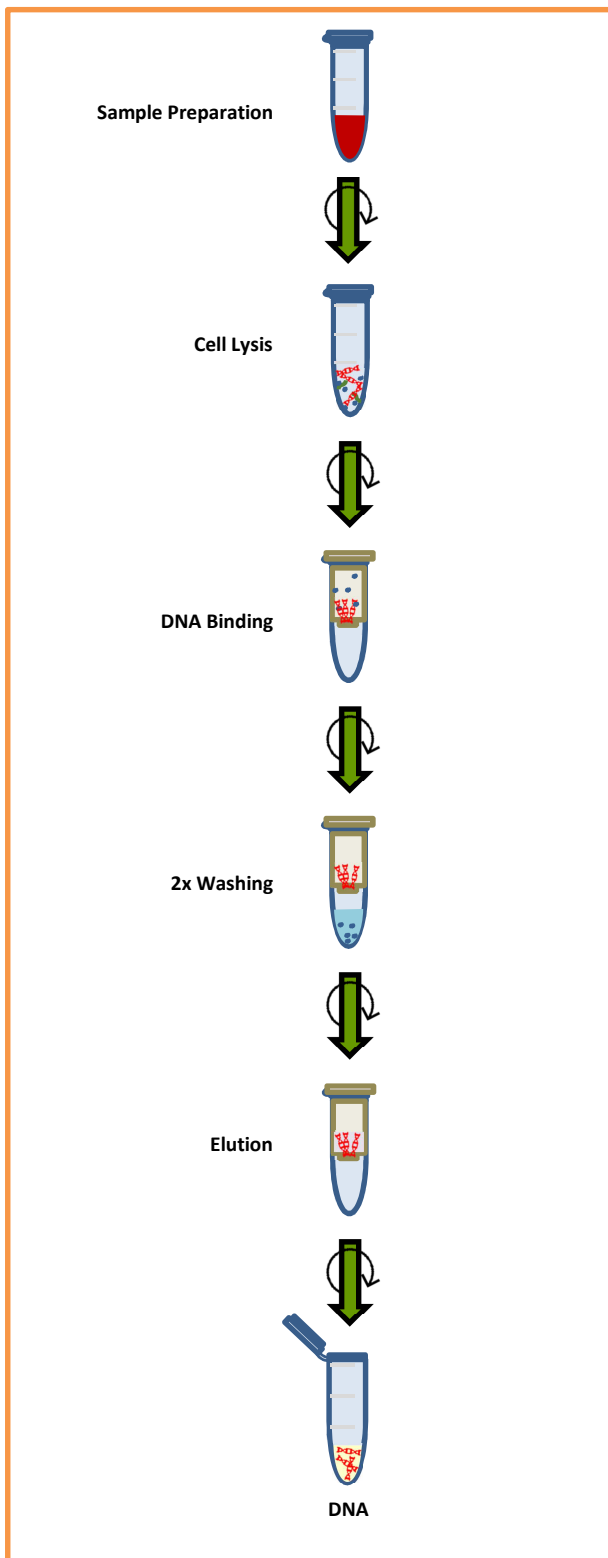 Sample Preparation
Cell Lysis
DNA Binding
2x Washing
Elution
DNA